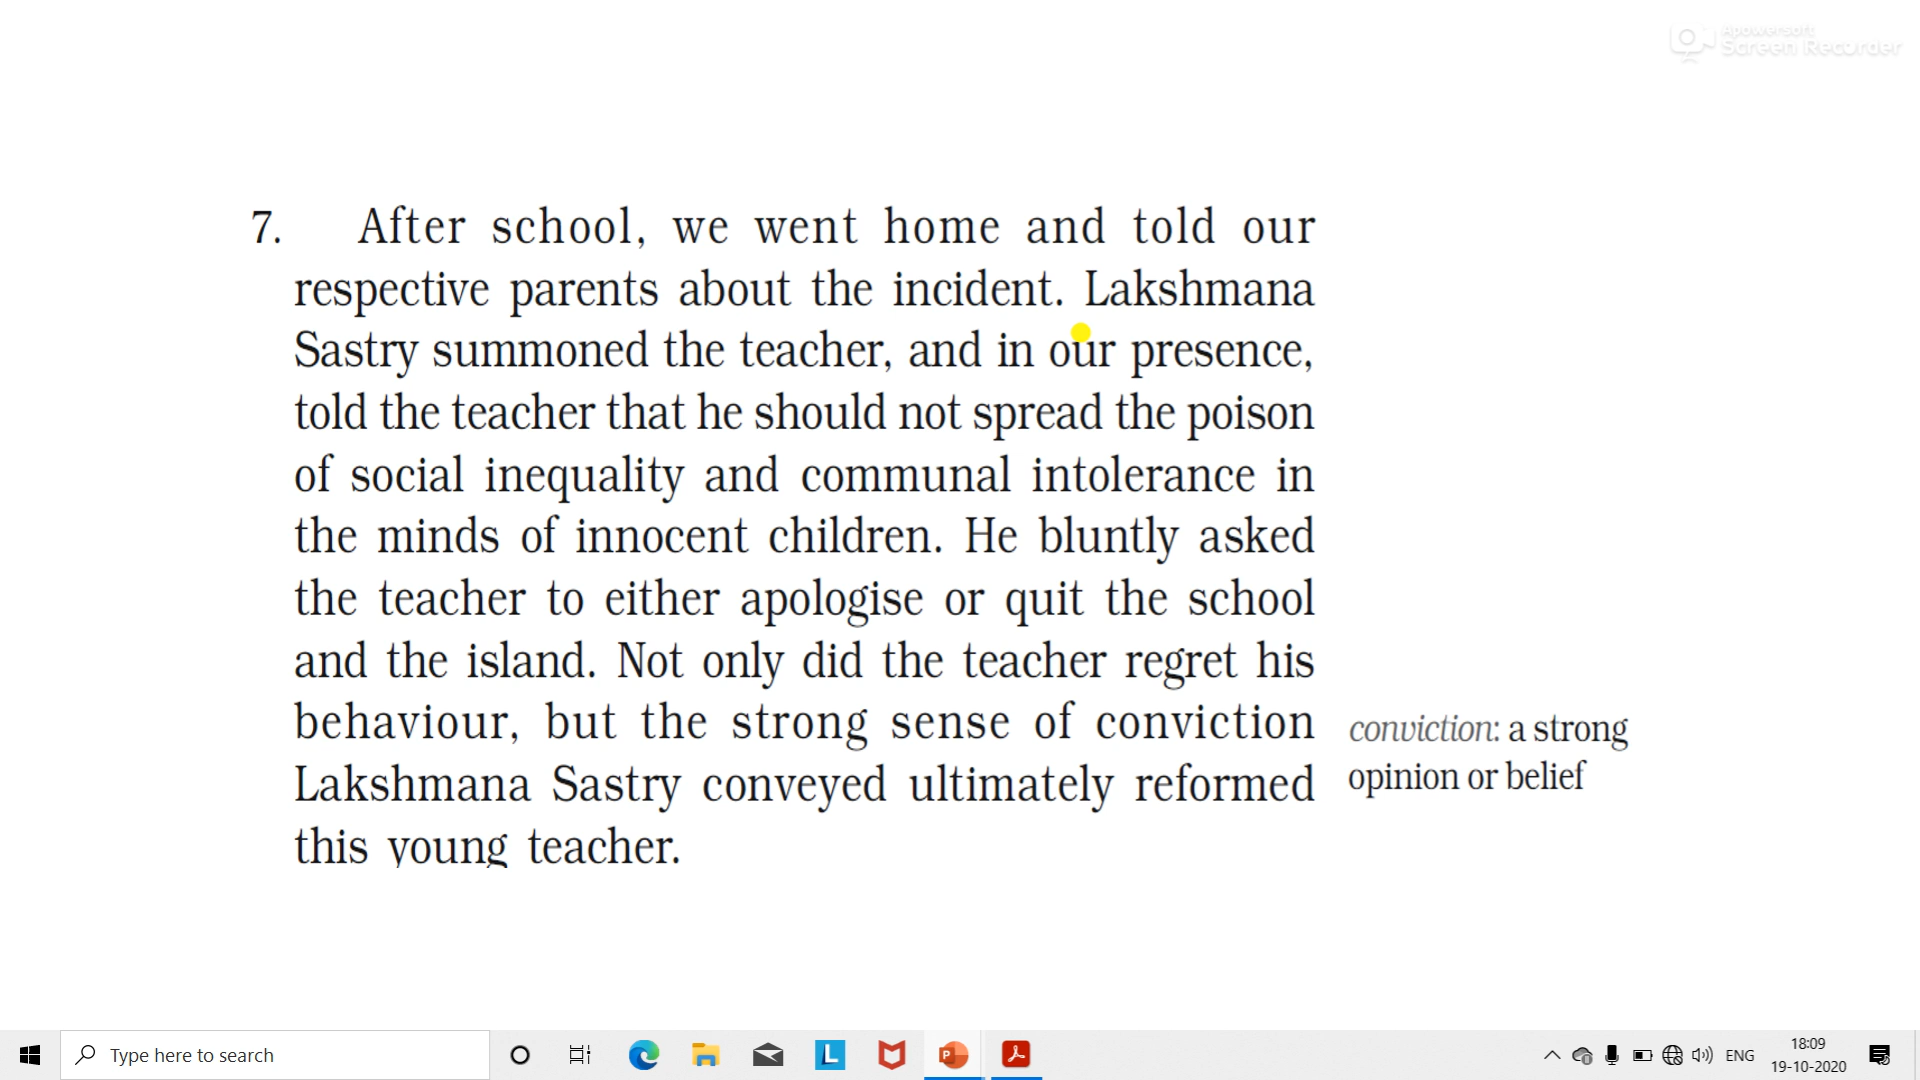 Apowersoft
Screen Recorder
7. After school, we went home and told our
respective parents about the incident. Lakshmana
Sastry summoned the teacher, and in our presence,
told the teacher that he should not spread the poison
of social inequality and communal intolerance in
the minds of innocent children. He bluntly asked
the teacher to either apologise or quit the school
and the island. Not only did the teacher regret his
behaviour, but the strong sense of conviction
Lakshmana Sastry conveyed ultimately reformed
this young teacher.
conviction: a strong
opinion or belief
Type here to search
L
P
ENG
18:09
19-10-2020